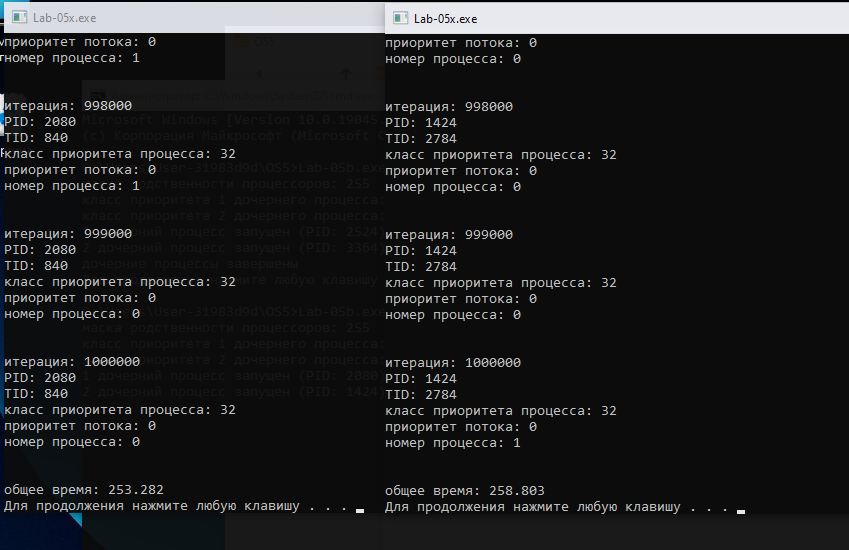 Lab-05x.exe
приоритет потока: 0
номер процесса: 1
итерация: 998000
PID: 2080
TID: 840
класс приоритета процесса: 32
приоритет потока: 0
номер процесса: 1
итерация: 999000
PID: 2080
TID: 840
класс приоритета процесса: 32
приоритет потока: 0
номер процесса: 0
итерация: 1000000
PID: 2080
TID: 840
класс приоритета процесса: 32
приоритет потока: 0
номер процесса: 0
общее время: 253.282
Для продолжения нажмите любую клавишу . . .
Lab-05x.exe
приоритет потока: 0
номер процесса: 0
итерация: 998000
PID: 1424
TID: 2784
класс приоритета процесса: 32
приоритет потока: 0
номер процесса: 0
итерация: 999000
PID: 1424
TID: 2784
класс приоритета процесса: 32
приоритет потока: 0
номер процесса: 0
итерация: 1000000
PID: 1424
TID: 2784
класс приоритета процесса: 32
приоритет потока: 0
номер процесса: 1
общее время: 258.803
Для продолжения нажмите любую клавишу . . .